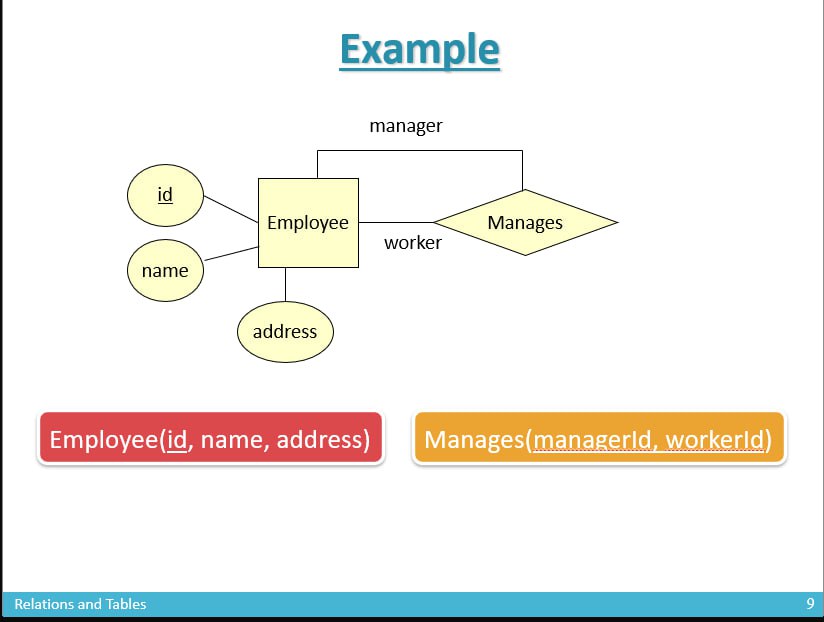 Example
manager
id
Employee
Manages
worker
name
address
Employee(id, name, address)
Manages(managerId, workerId)
Relations and Tables
9